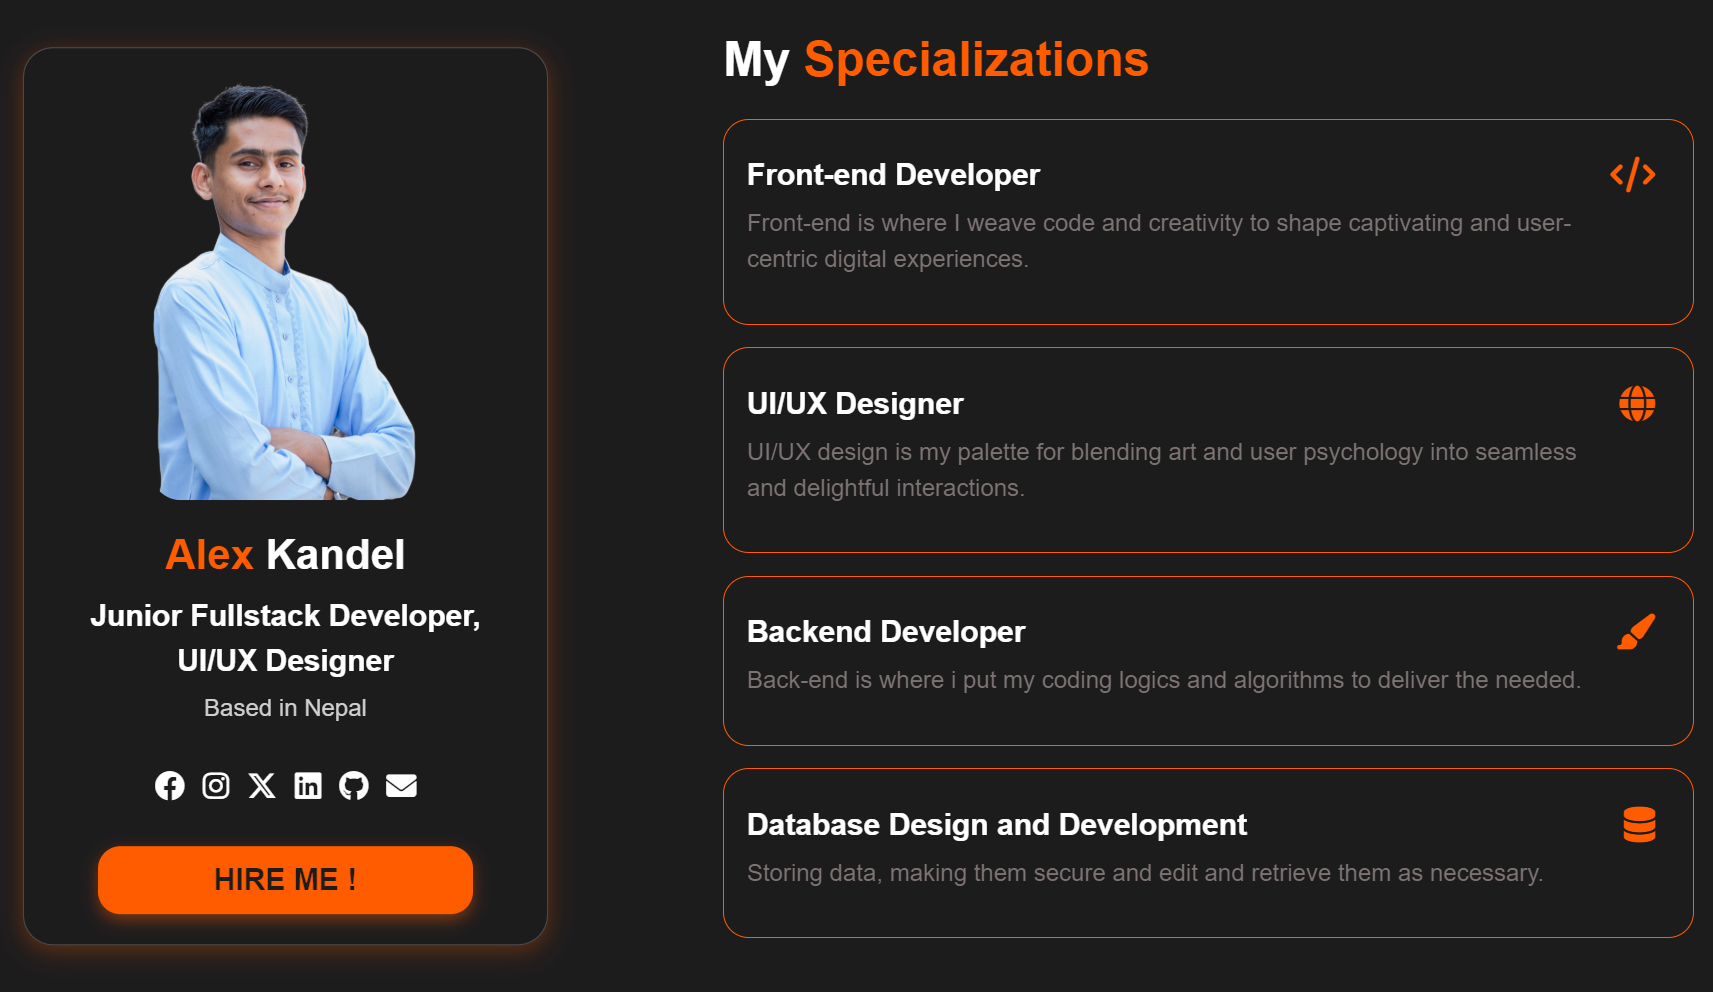 Alex Kandel
Junior Fullstack Developer,
UI/UX Designer
Based in Nepal
HIRE ME !
My Specializations
Front-end Developer
Front-end is where I weave code and creativity to shape captivating and user-
centric digital experiences.
UI/UX Designer
UI/UX design is my palette for blending art and user psychology into seamless
and delightful interactions.
Backend Developer
Back-end is where i put my coding logics and algorithms to deliver the needed.
Database Design and Development
Storing data, making them secure and edit and retrieve them as necessary.